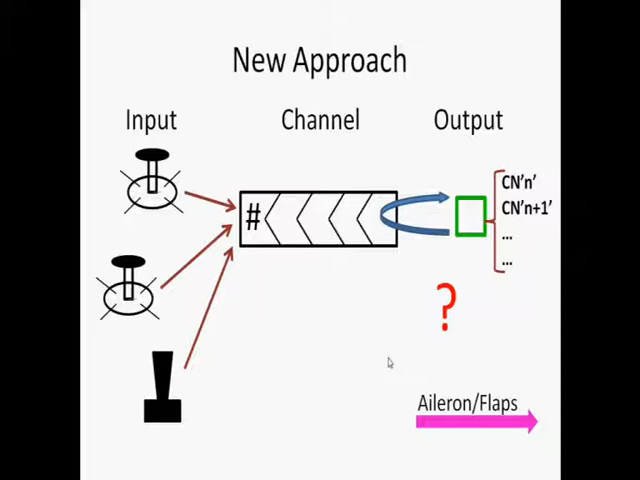 New Approach
Input
Channel
Output
#
CN'n'
CN'n+1'
...
...
?
Aileron/Flaps